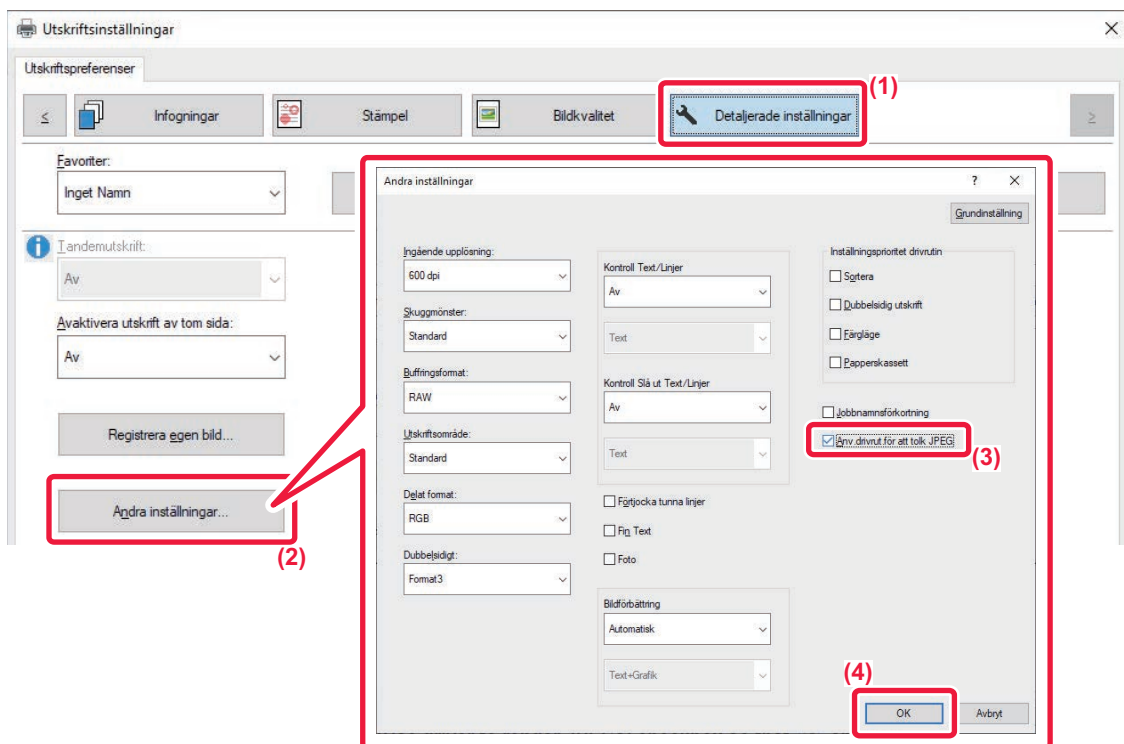 Utskriftsinställningar
Utskriftspreferenser
(1)
≤
Infogningar
Stämpel
Bildkvalitet
Detaljerade inställningar
≥
Favoriter:
Inget Namn
Tandemutskrift:
Av
Avaktivera utskrift av tom sida:
Av
Registrera egen bild...
Andra inställningar...
(2)
Andra inställningar
?
Grundinställning
Ingående upplösning:
600 dpi
Skuggmönster:
Standard
Buffringsformat:
RAW
Utskriftsområde:
Standard
Delat format:
RGB
Dubbelsidigt:
Format3
Kontroll Text/Linjer
Av
Text
Kontroll Slå ut Text/Linjer
Av
Text
Förtjocka tunna linjer
Fin Text
Foto
Bildförbättring
Automatisk
Text+Grafik
Inställningsprioritet drivrutin
Sortera
Dubbelsidig utskrift
Färgläge
Papperskassett
Jobbnamnsförkortning
Anv.drivrut.för att tolk JPEG
(3)
(4)
OK
Avbryt